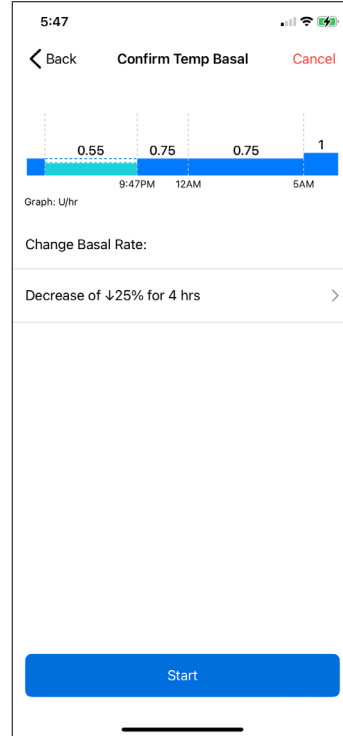 5:47
Back Confirm Temp Basal Cancel
0.55 0.75 0.75 1
9:47PM 12AM 5AM
Graph: U/hr
Change Basal Rate:
Decrease of ↓25% for 4 hrs
Start